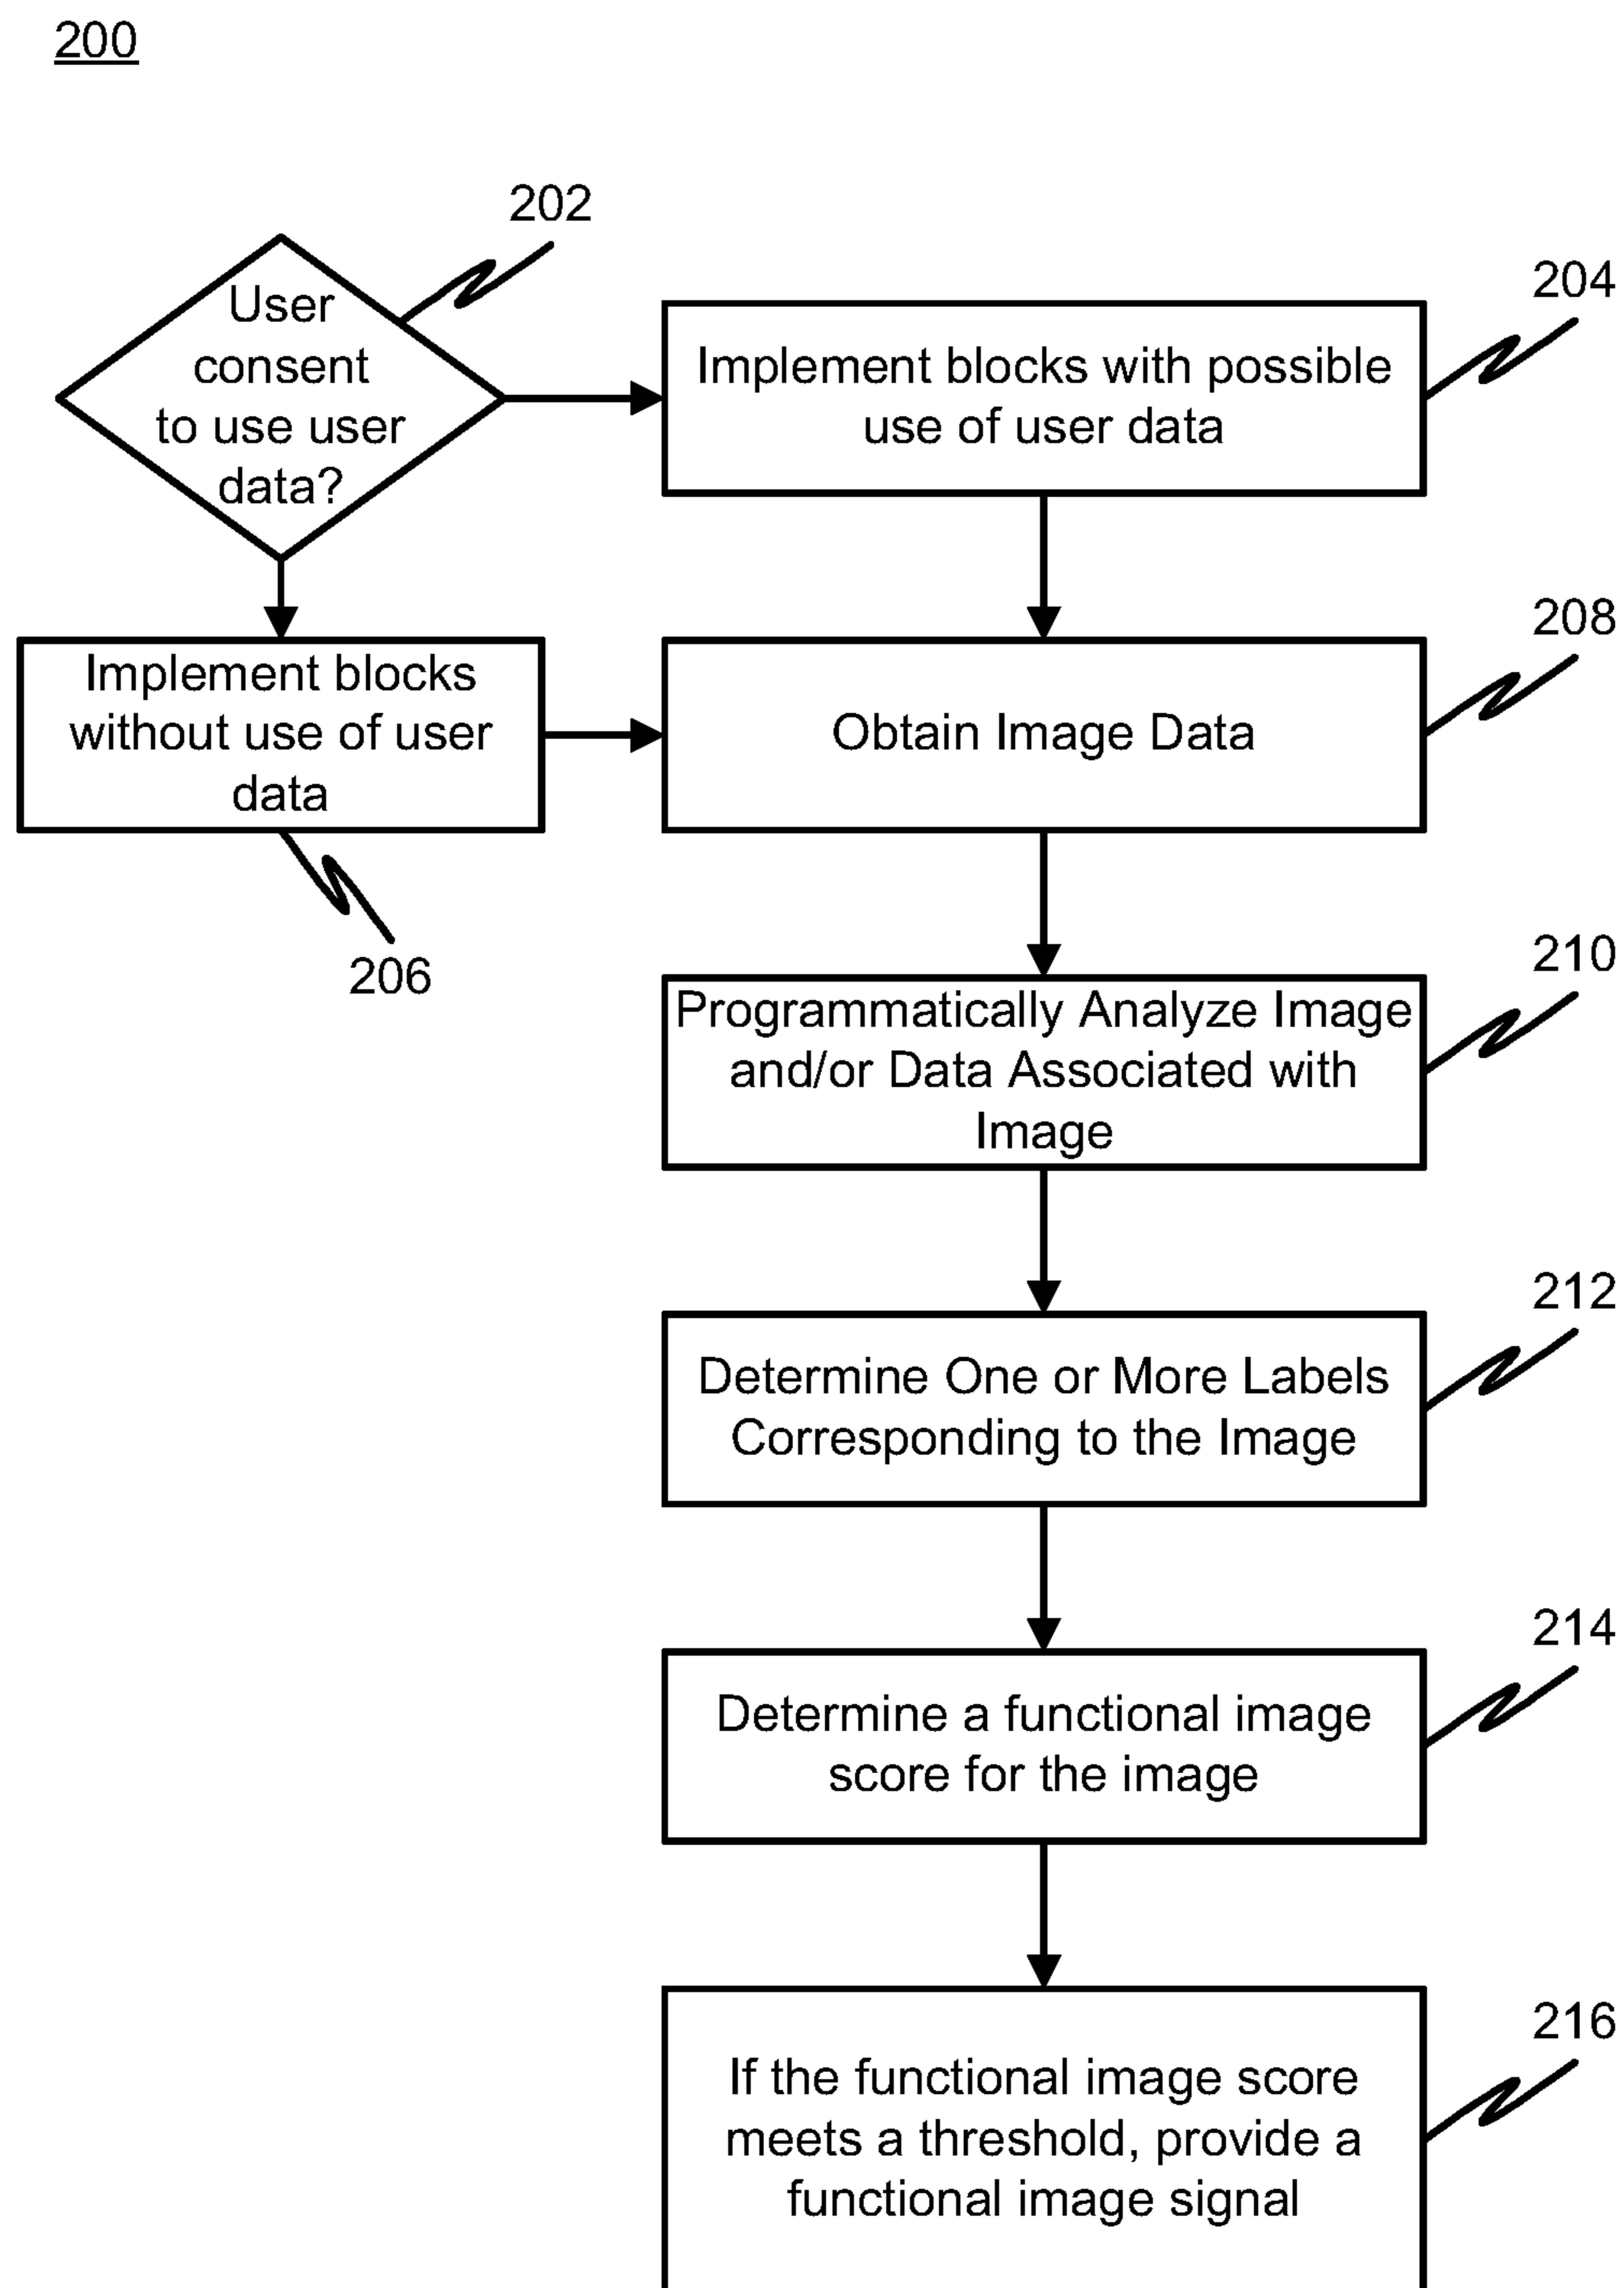 200
202
User
consent
to use user
data?
204
Implement blocks with possible
use of user data
Implement blocks
without use of user
data
206
208
Obtain Image Data
210
Programmatically Analyze Image
and/or Data Associated with
Image
212
Determine One or More Labels
Corresponding to the Image
214
Determine a functional image
score for the image
216
If the functional image score
meets a threshold, provide a
functional image signal